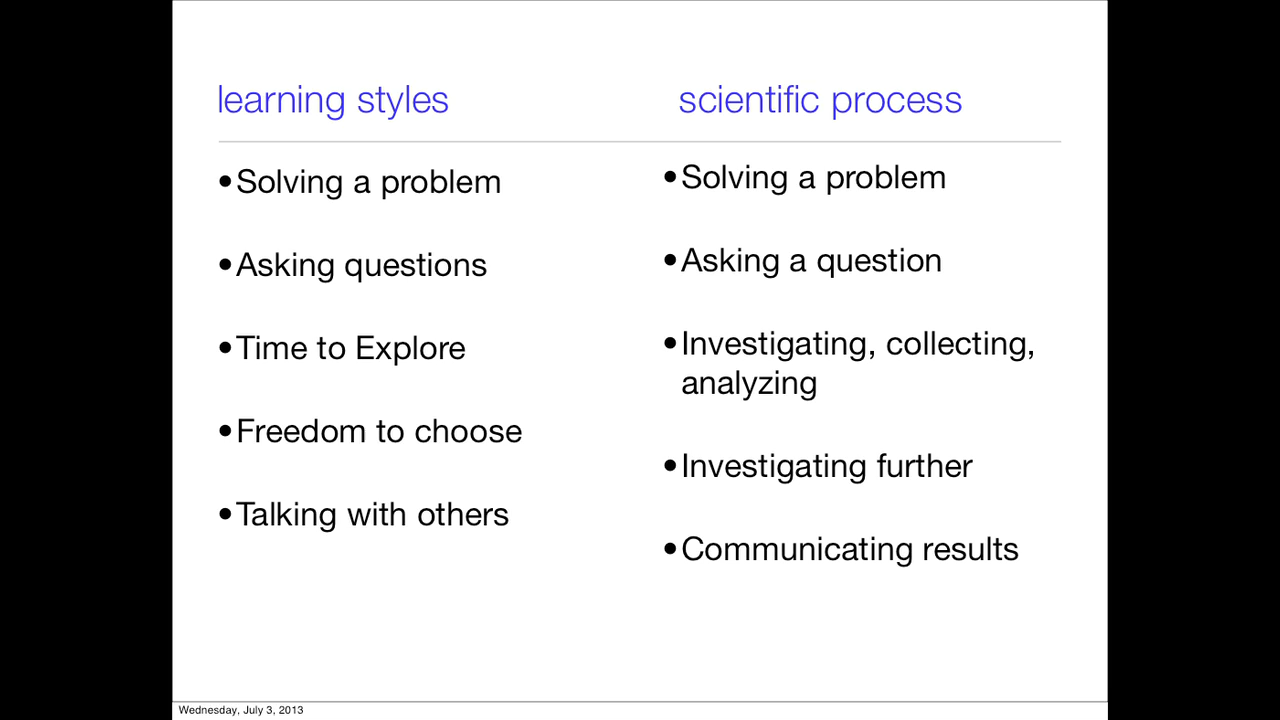 learning styles
scientific process
•Solving a problem
•Asking questions
•Time to Explore
•Freedom to choose
•Talking with others
•Solving a problem
•Asking a question
•Investigating, collecting,
analyzing
•Investigating further
•Communicating results
Wednesday, July 3, 2013